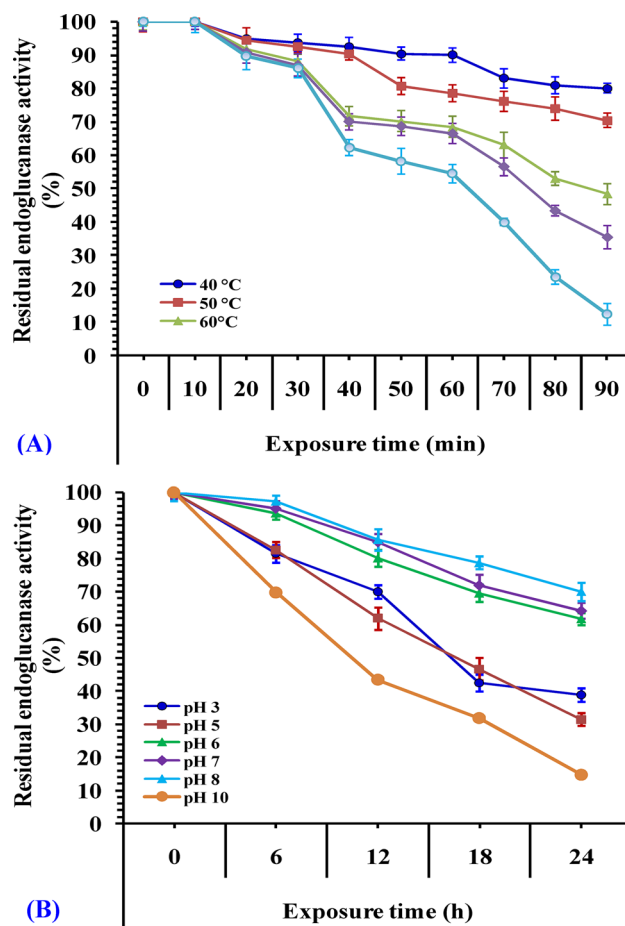 Residual endoglucanase activity
(%)
100
90
80
70
60
50
40
30
20
10
0
40 °C
50 °C
60°C
0 10 20 30 40 50 60 70 80 90
Exposure time (min)
(A)
Residual endoglucanase activity
(%)
100
90
80
70
60
50
40
30
20
10
0
pH 3
pH 5
pH 6
pH 7
pH 8
pH 10
0 6 12 18 24
Exposure time (h)
(B)